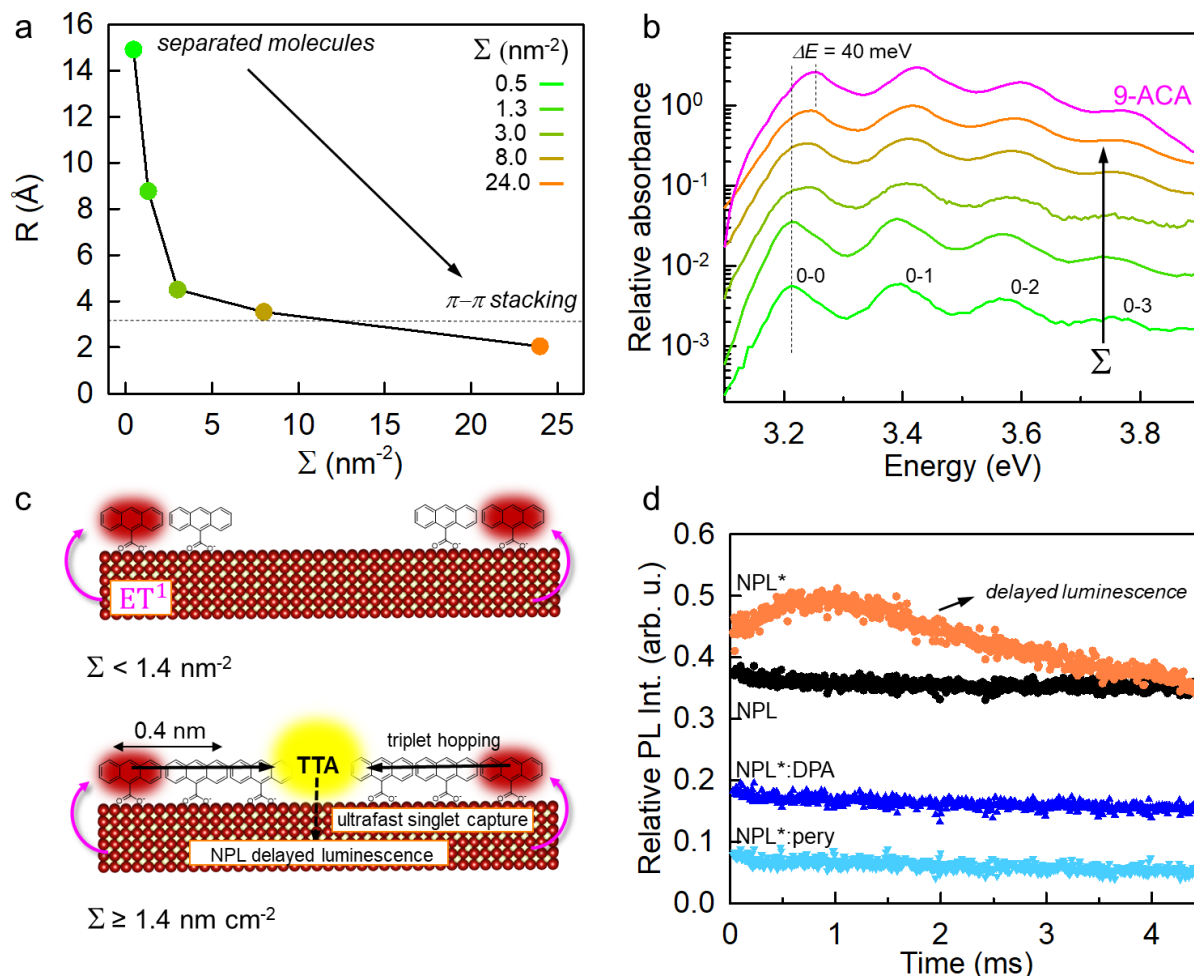 a
R (Å)
16
14
12
10
8
6
4
2
0
0
5
10
15
20
25
Σ (nm-2)
separated molecules
π–π stacking
Σ (nm-2)
0.5
1.3
3.0
8.0
24.0
b
Relative absorbance
10⁰
10⁻¹
10⁻²
10⁻³
ΔE = 40 meV
9-ACA
0-0
0-1
0-2
0-3
Σ
3.2
3.4
3.6
3.8
Energy (eV)
c
ET¹
Σ < 1.4 nm-2
0.4 nm
TTA
triplet hopping
ultrafast singlet capture
NPL delayed luminescence
Σ ≥ 1.4 nm cm-2
d
Relative PL Int. (arb. u.)
0.6
0.5
0.4
0.3
0.2
0.1
0.0
NPL*
delayed luminescence
NPL
NPL*:DPA
NPL*:pery
0
1
2
3
4
Time (ms)